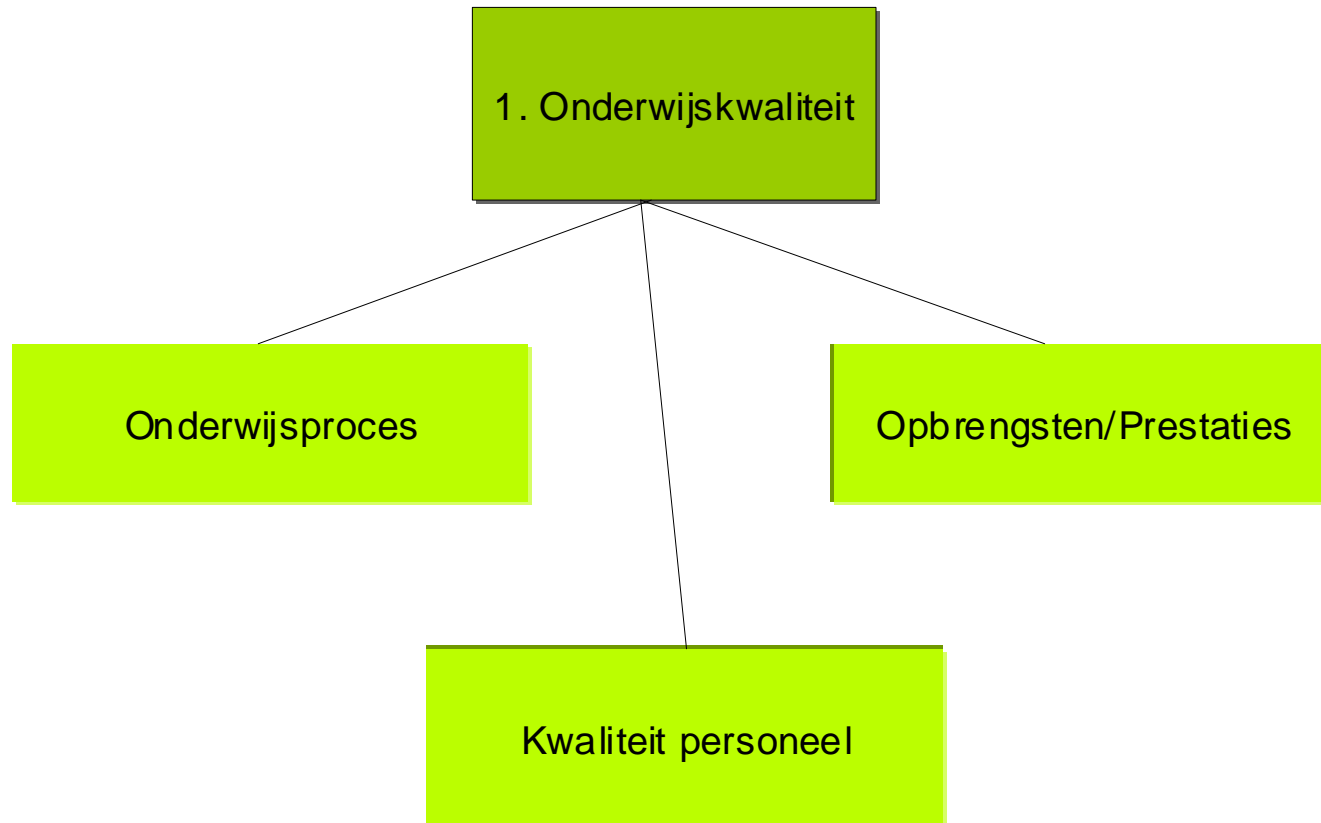 1. Onderwijskwaliteit
Onderwijsproces
Opbrengsten/Prestaties
Kwaliteit personeel